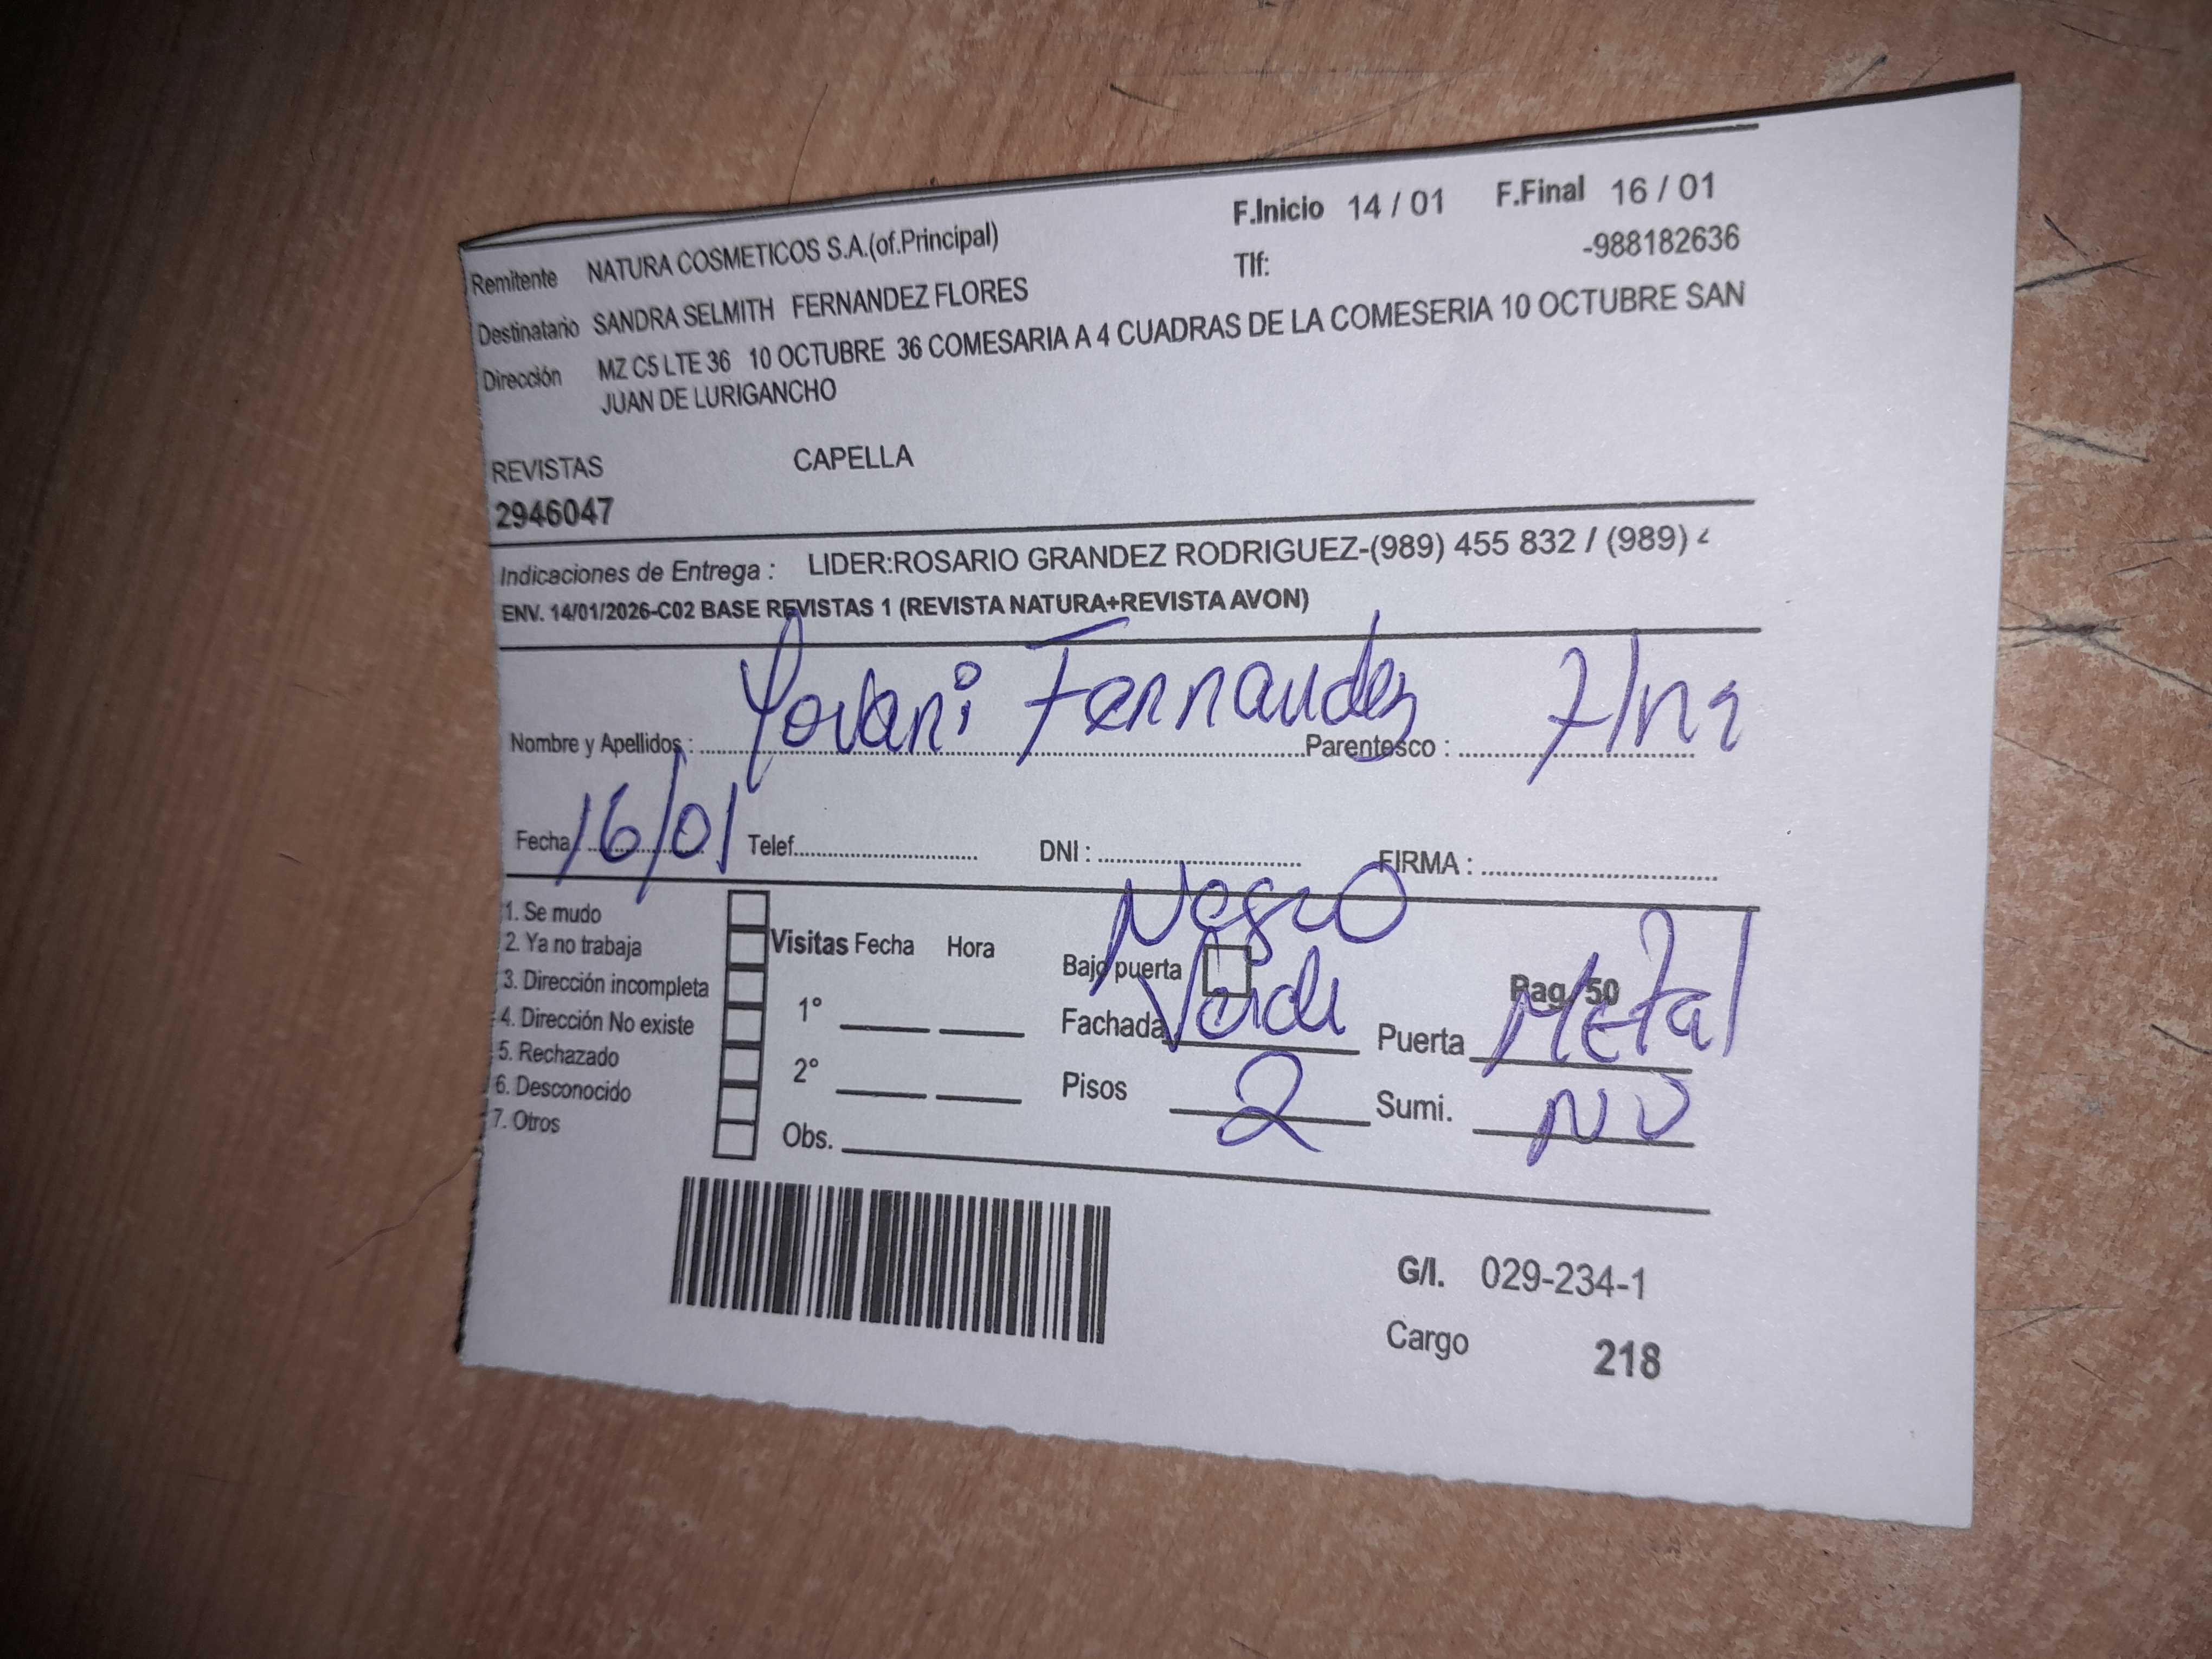 F.Inicio 14 / 01 F.Final 16 / 01
Remitente NATURA COSMETICOS S.A.(of.Principal)
Tlf: -988182636
Destinatario SANDRA SELMITH FERNANDEZ FLORES
Dirección MZ C5 LTE 36 10 OCTUBRE 36 COMESARIA A 4 CUADRAS DE LA COMESERIA 10 OCTUBRE SAN
JUAN DE LURIGANCHO
REVISTAS CAPELLA
2946047
Indicaciones de Entrega : LIDER:ROSARIO GRANDEZ RODRIGUEZ-(989) 455 832 / (989)
ENV. 14/01/2026-C02 BASE REVISTAS 1 (REVISTA NATURA+REVISTA AVON)
Nombre y Apellidos : Yovani Fernandez Parentesco :
Fecha 16/01 Telef. DNI : FIRMA :
Negro
1. Se mudo
2. Ya no trabaja
3. Dirección incompleta
4. Dirección No existe
5. Rechazado
6. Desconocido
7. Otros
Visitas Fecha Hora
1°
2°
Obs.
Bajo puerta Pag. 50
Fachada Verde Puerta Metal
Pisos 2 Sumi. NO
G/I. 029-234-1
Cargo 218